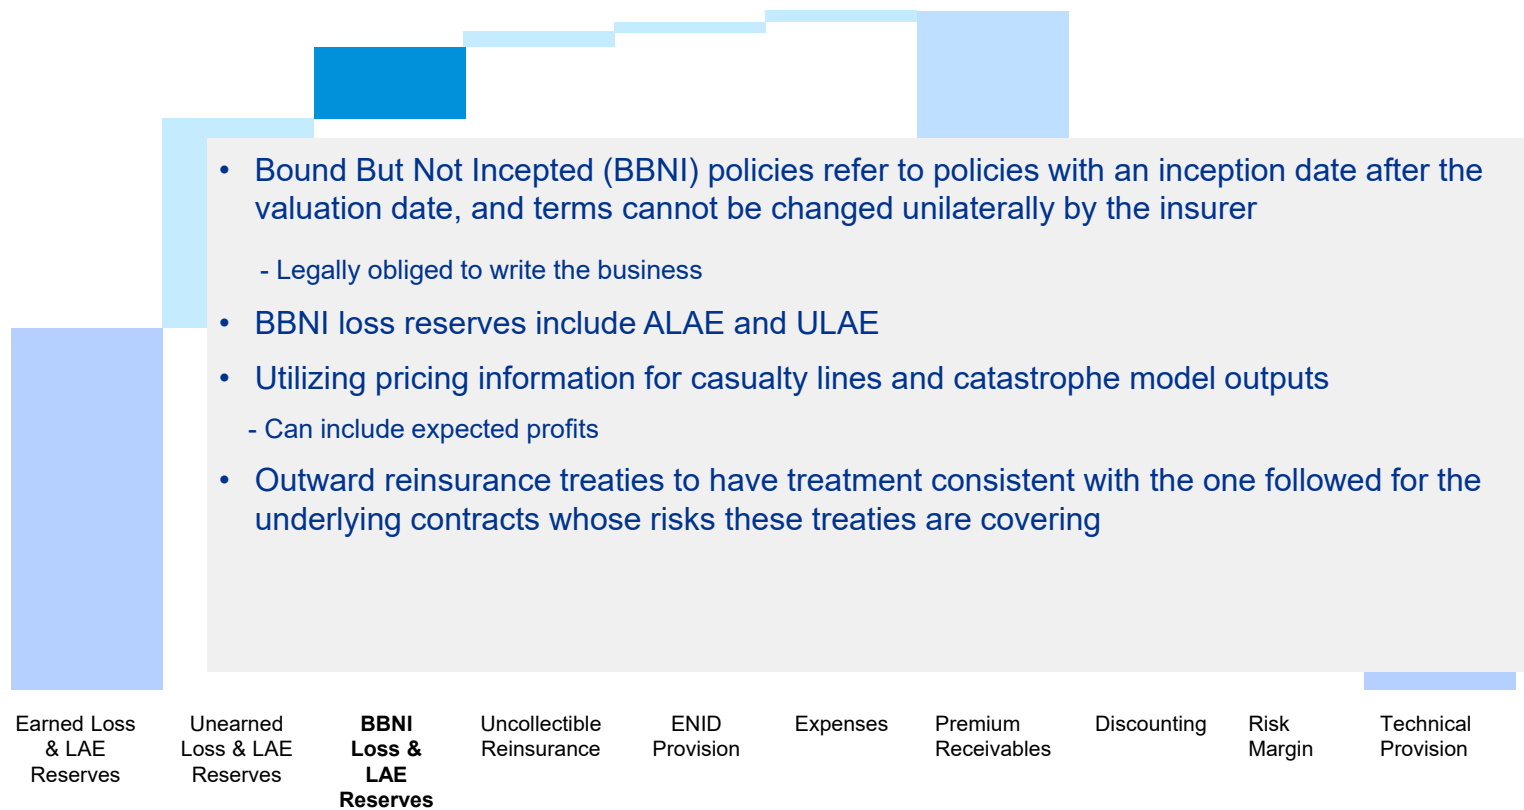 • Bound But Not Incepted (BBNI) policies refer to policies with an inception date after the
valuation date, and terms cannot be changed unilaterally by the insurer
- Legally obliged to write the business
• BBNI loss reserves include ALAE and ULAE
• Utilizing pricing information for casualty lines and catastrophe model outputs
- Can include expected profits
• Outward reinsurance treaties to have treatment consistent with the one followed for the
underlying contracts whose risks these treaties are covering
Earned Loss
& LAE
Reserves
Unearned
Loss & LAE
Reserves
BBNI
Loss &
LAE
Reserves
Uncollectible
Reinsurance
ENID
Provision
Expenses
Premium
Receivables
Discounting
Risk
Margin
Technical
Provision